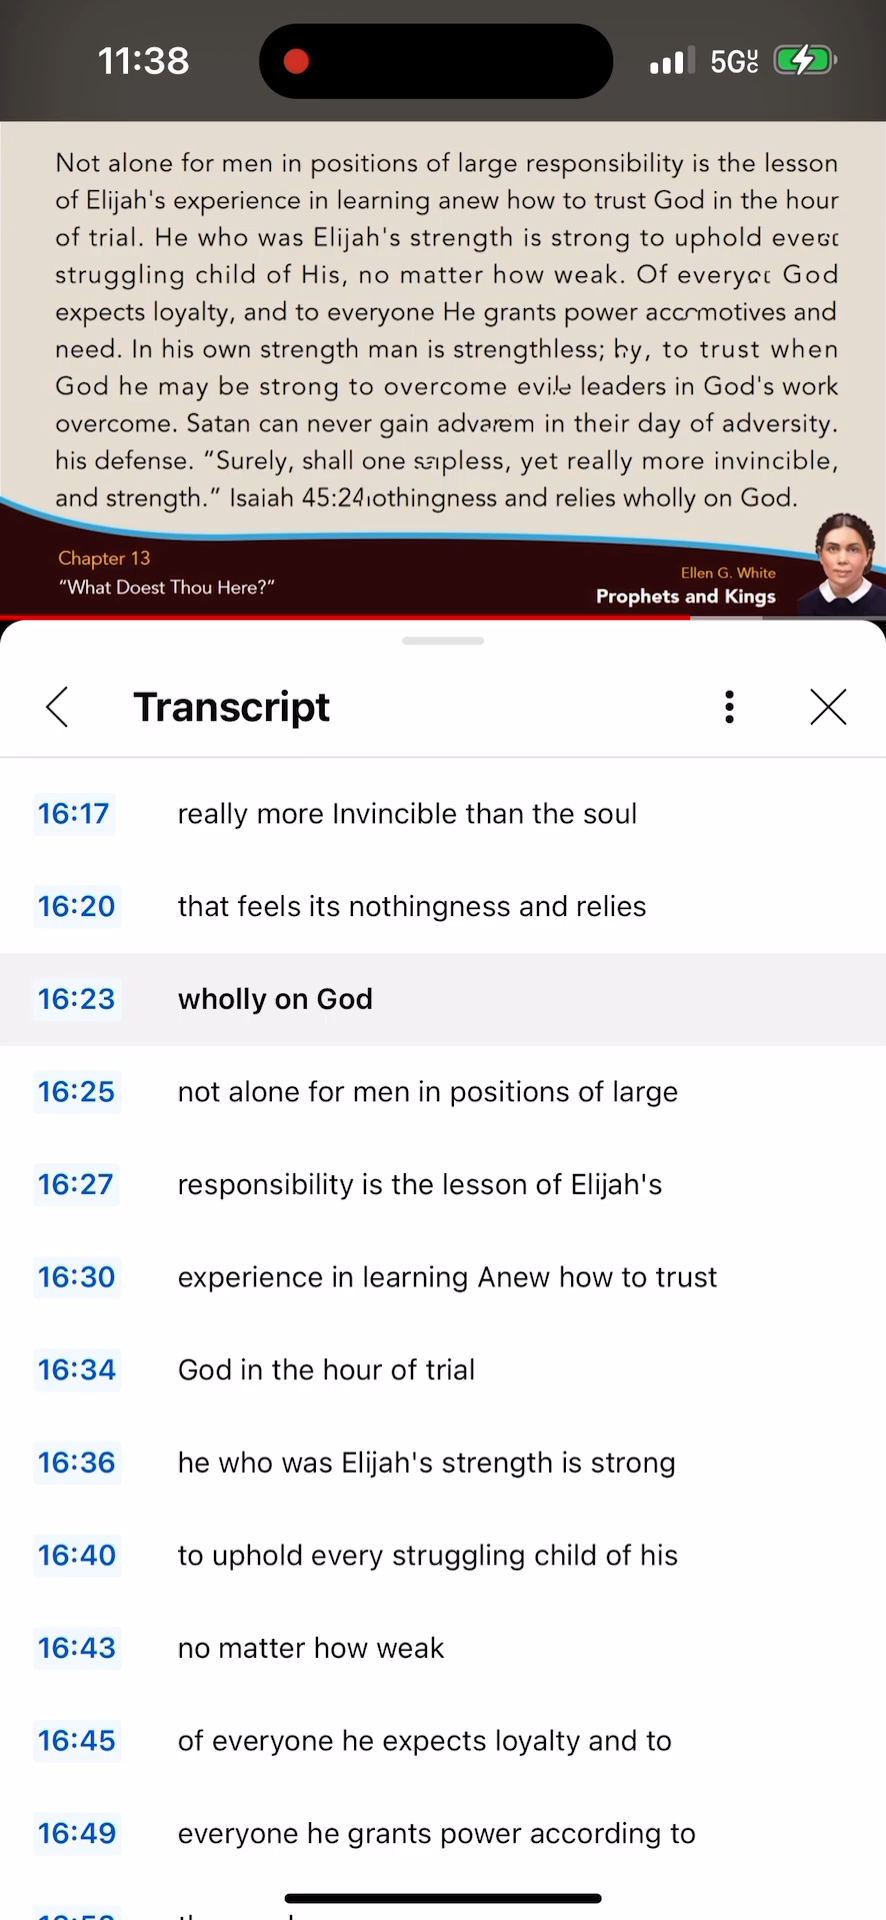 11:38
5G
Not alone for men in positions of large responsibility is the lesson
of Elijah's experience in learning anew how to trust God in the hour
of trial. He who was Elijah's strength is strong to uphold
struggling child of His, no matter how weak. Of God
expects loyalty, and to everyone He grants power motives and
need. In his own strength man is strengthless; to trust when
God he may be strong to overcome leaders in God's work
overcome. Satan can never gain in their day of adversity.
his defense. “Surely, shall one yet really more invincible,
and strength.” Isaiah 45:24 and relies wholly on God.
Chapter 13
“What Doest Thou Here?”
Ellen G. White
Prophets and Kings
Transcript
16:17 really more Invincible than the soul
16:20 that feels its nothingness and relies
16:23 wholly on God
16:25 not alone for men in positions of large
16:27 responsibility is the lesson of Elijah's
16:30 experience in learning Anew how to trust
16:34 God in the hour of trial
16:36 he who was Elijah's strength is strong
16:40 to uphold every struggling child of his
16:43 no matter how weak
16:45 of everyone he expects loyalty and to
16:49 everyone he grants power according to